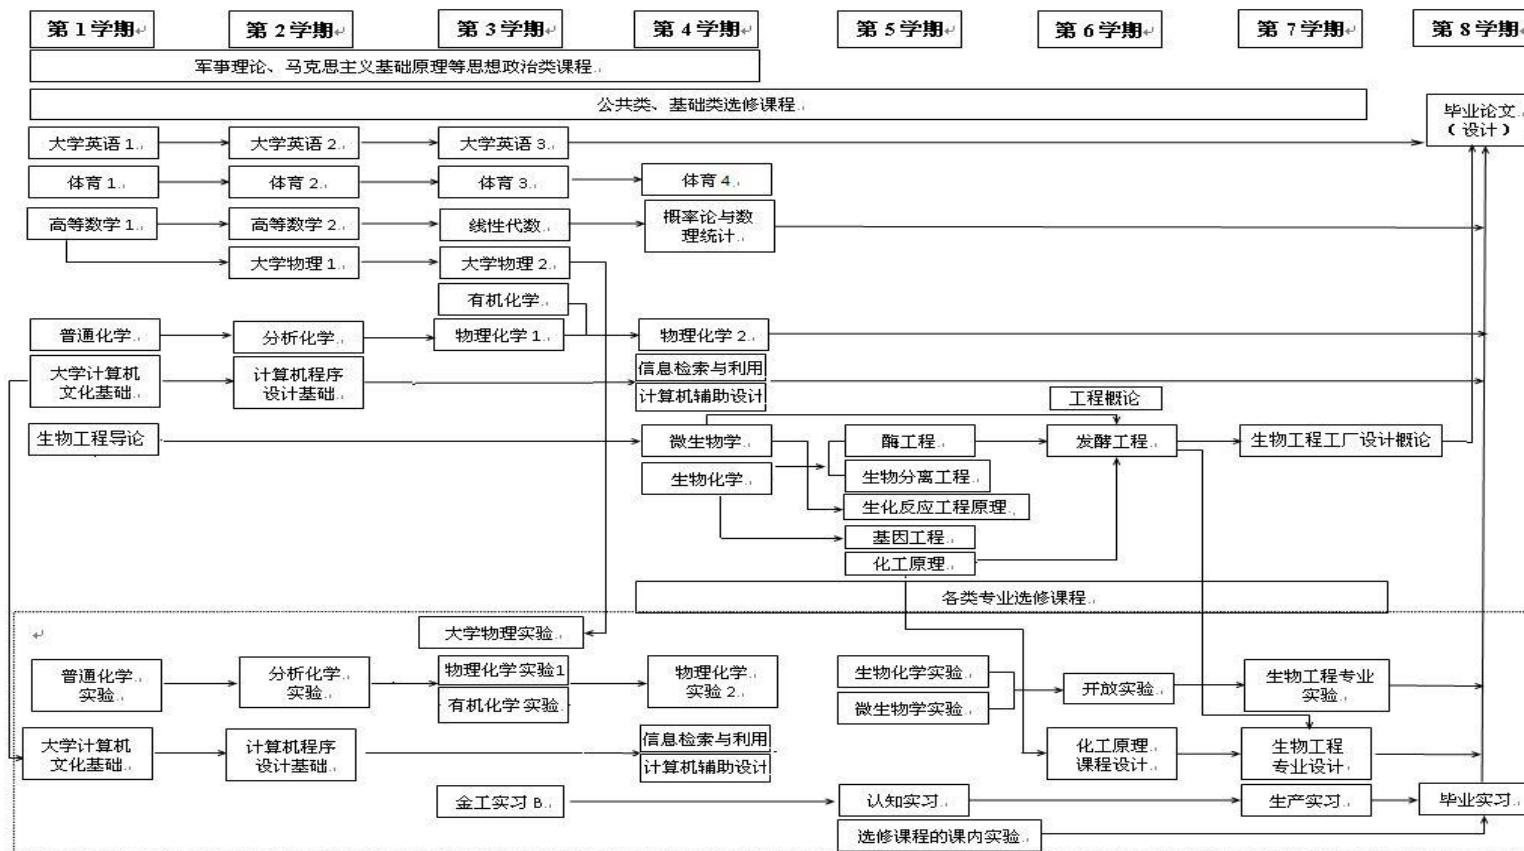 第 1 学期
第 2 学期
第 3 学期
第 4 学期
第 5 学期
第 6 学期
第 7 学期
第 8 学期
军事理论、马克思主义基础原理等思想政治类课程
公共类、基础类选修课程
毕业论文
（设计）
大学英语 1
大学英语 2
大学英语 3
体育 1
体育 2
体育 3
体育 4
高等数学 1
高等数学 2
线性代数
概率论与数
理统计
大学物理 1
大学物理 2
有机化学
普通化学
分析化学
物理化学 1
物理化学 2
大学计算机
文化基础
计算机程序
设计基础
信息检索与利用
计算机辅助设计
工程概论
生物工程导论
微生物学
酶工程
发酵工程
生物工程工厂设计概论
生物化学
生物分离工程
生化反应工程原理
基因工程
化工原理
各类专业选修课程
大学物理实验
普通化学
实验
分析化学
实验
物理化学实验1
有机化学实验
物理化学
实验 2
生物化学实验
微生物学实验
开放实验
生物工程专业
实验
大学计算机
文化基础
计算机程序
设计基础
信息检索与利用
计算机辅助设计
化工原理
课程设计
生物工程
专业设计
金工实习 B
认知实习
生产实习
毕业实习
选修课程的课内实验